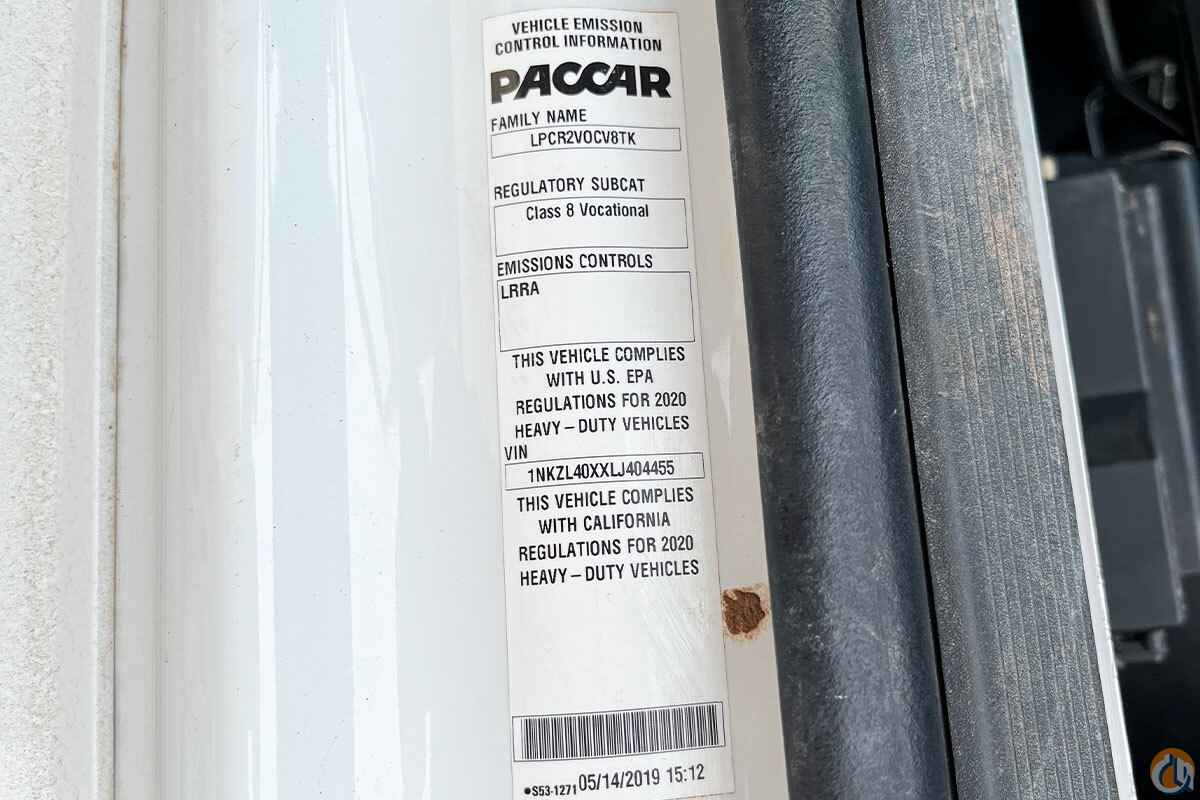 VEHICLE EMISSION
CONTROL INFORMATION
PACCAR
FAMILY NAME
LPCR2VOCV8TK
REGULATORY SUBCAT
Class 8 Vocational
EMISSIONS CONTROLS
LRRA
THIS VEHICLE COMPLIES
WITH U.S. EPA
REGULATIONS FOR 2020
HEAVY – DUTY VEHICLES
VIN
1NKZL40XXLJ404455
THIS VEHICLE COMPLIES
WITH CALIFORNIA
REGULATIONS FOR 2020
HEAVY – DUTY VEHICLES
•S53-1271 05/14/2019 15:12